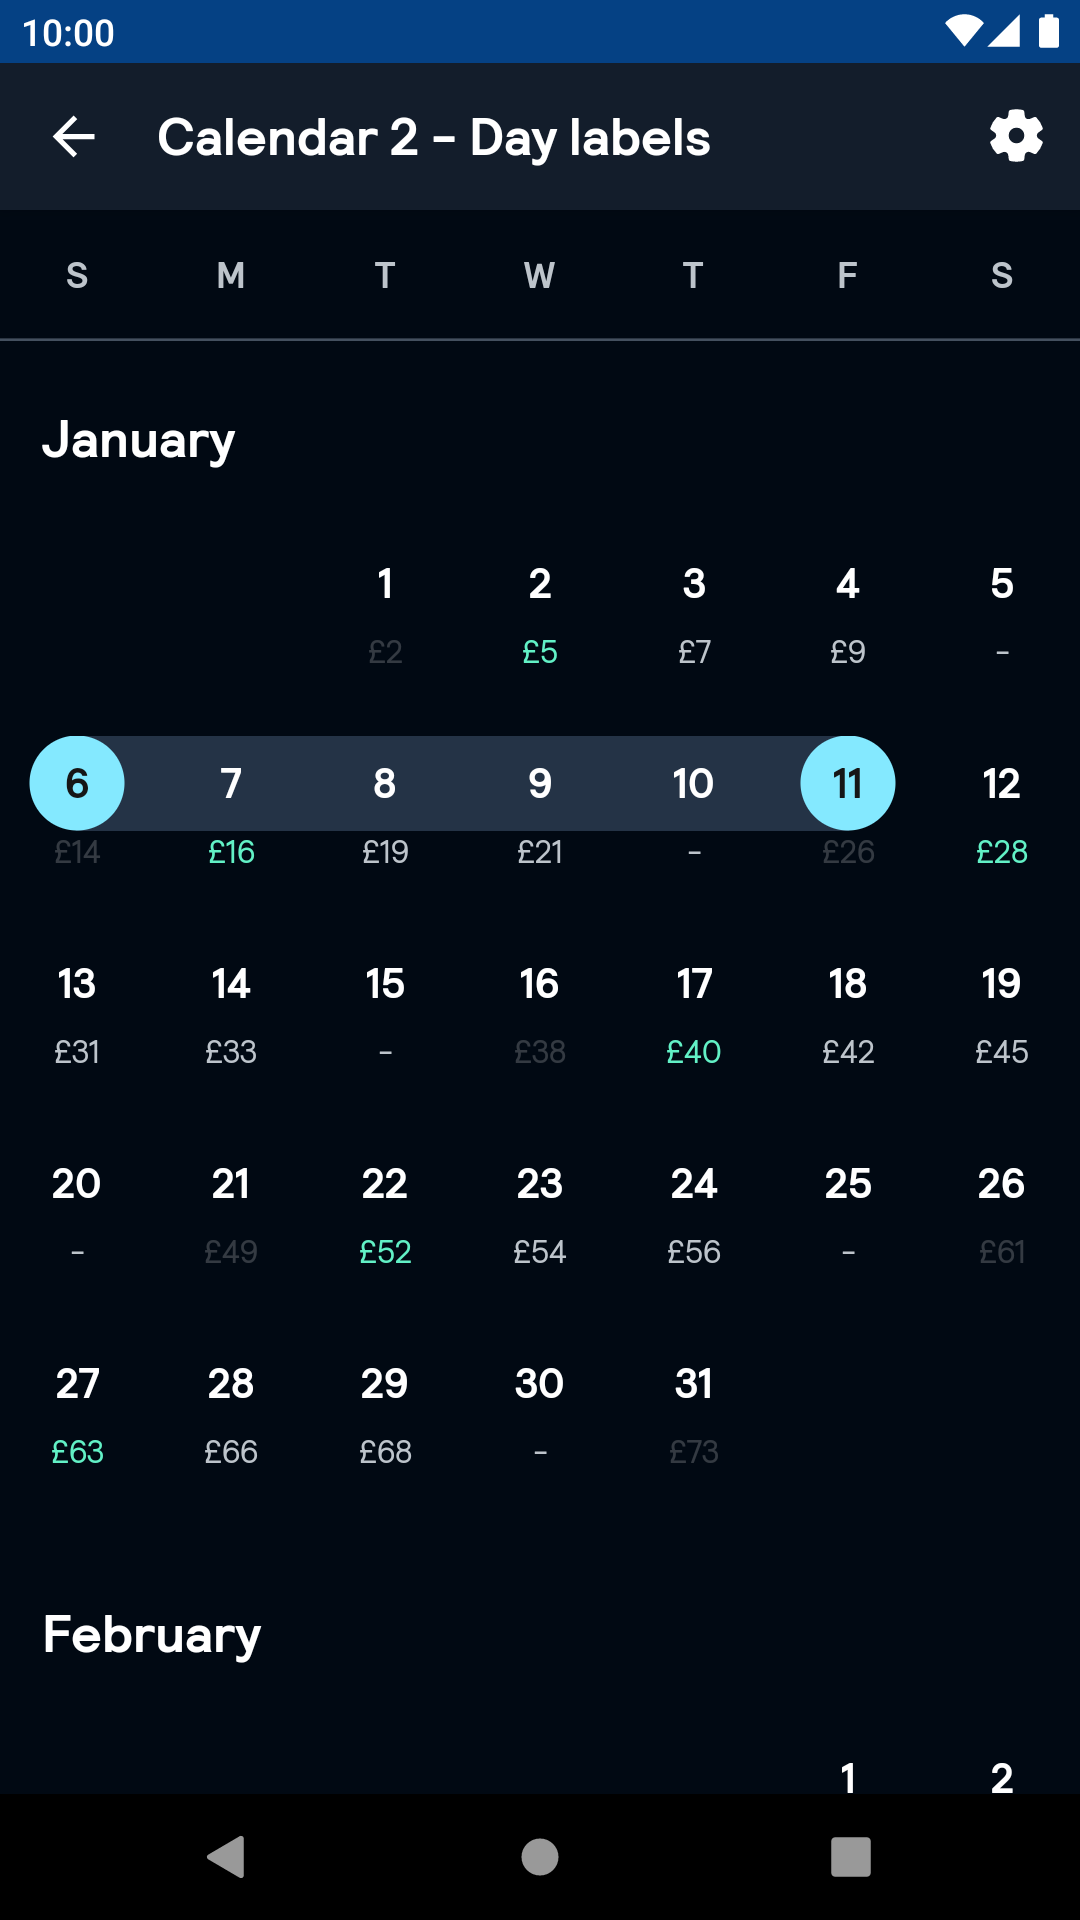 10:00
Calendar 2 – Day labels
S M T W T F S
January
1 2 3 4 5
£2 £5 £7 £9 -
6 7 8 9 10 11 12
£14 £16 £19 £21 - £26 £28
13 14 15 16 17 18 19
£31 £33 - £38 £40 £42 £45
20 21 22 23 24 25 26
- £49 £52 £54 £56 - £61
27 28 29 30 31
£63 £66 £68 - £73
February
1 2